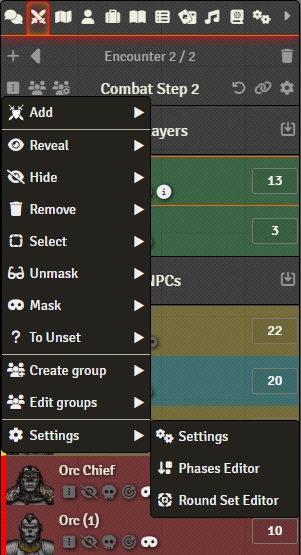 Encounter 2 / 2
Combat Step 2
Add
ayers
Reveal
13
Hide
Remove
3
Select
Unmask
NPCs
Mask
22
To Unset
Create group
20
Edit groups
Settings
Settings
Phases Editor
Orc Chief
Round Set Editor
Orc (1)
10